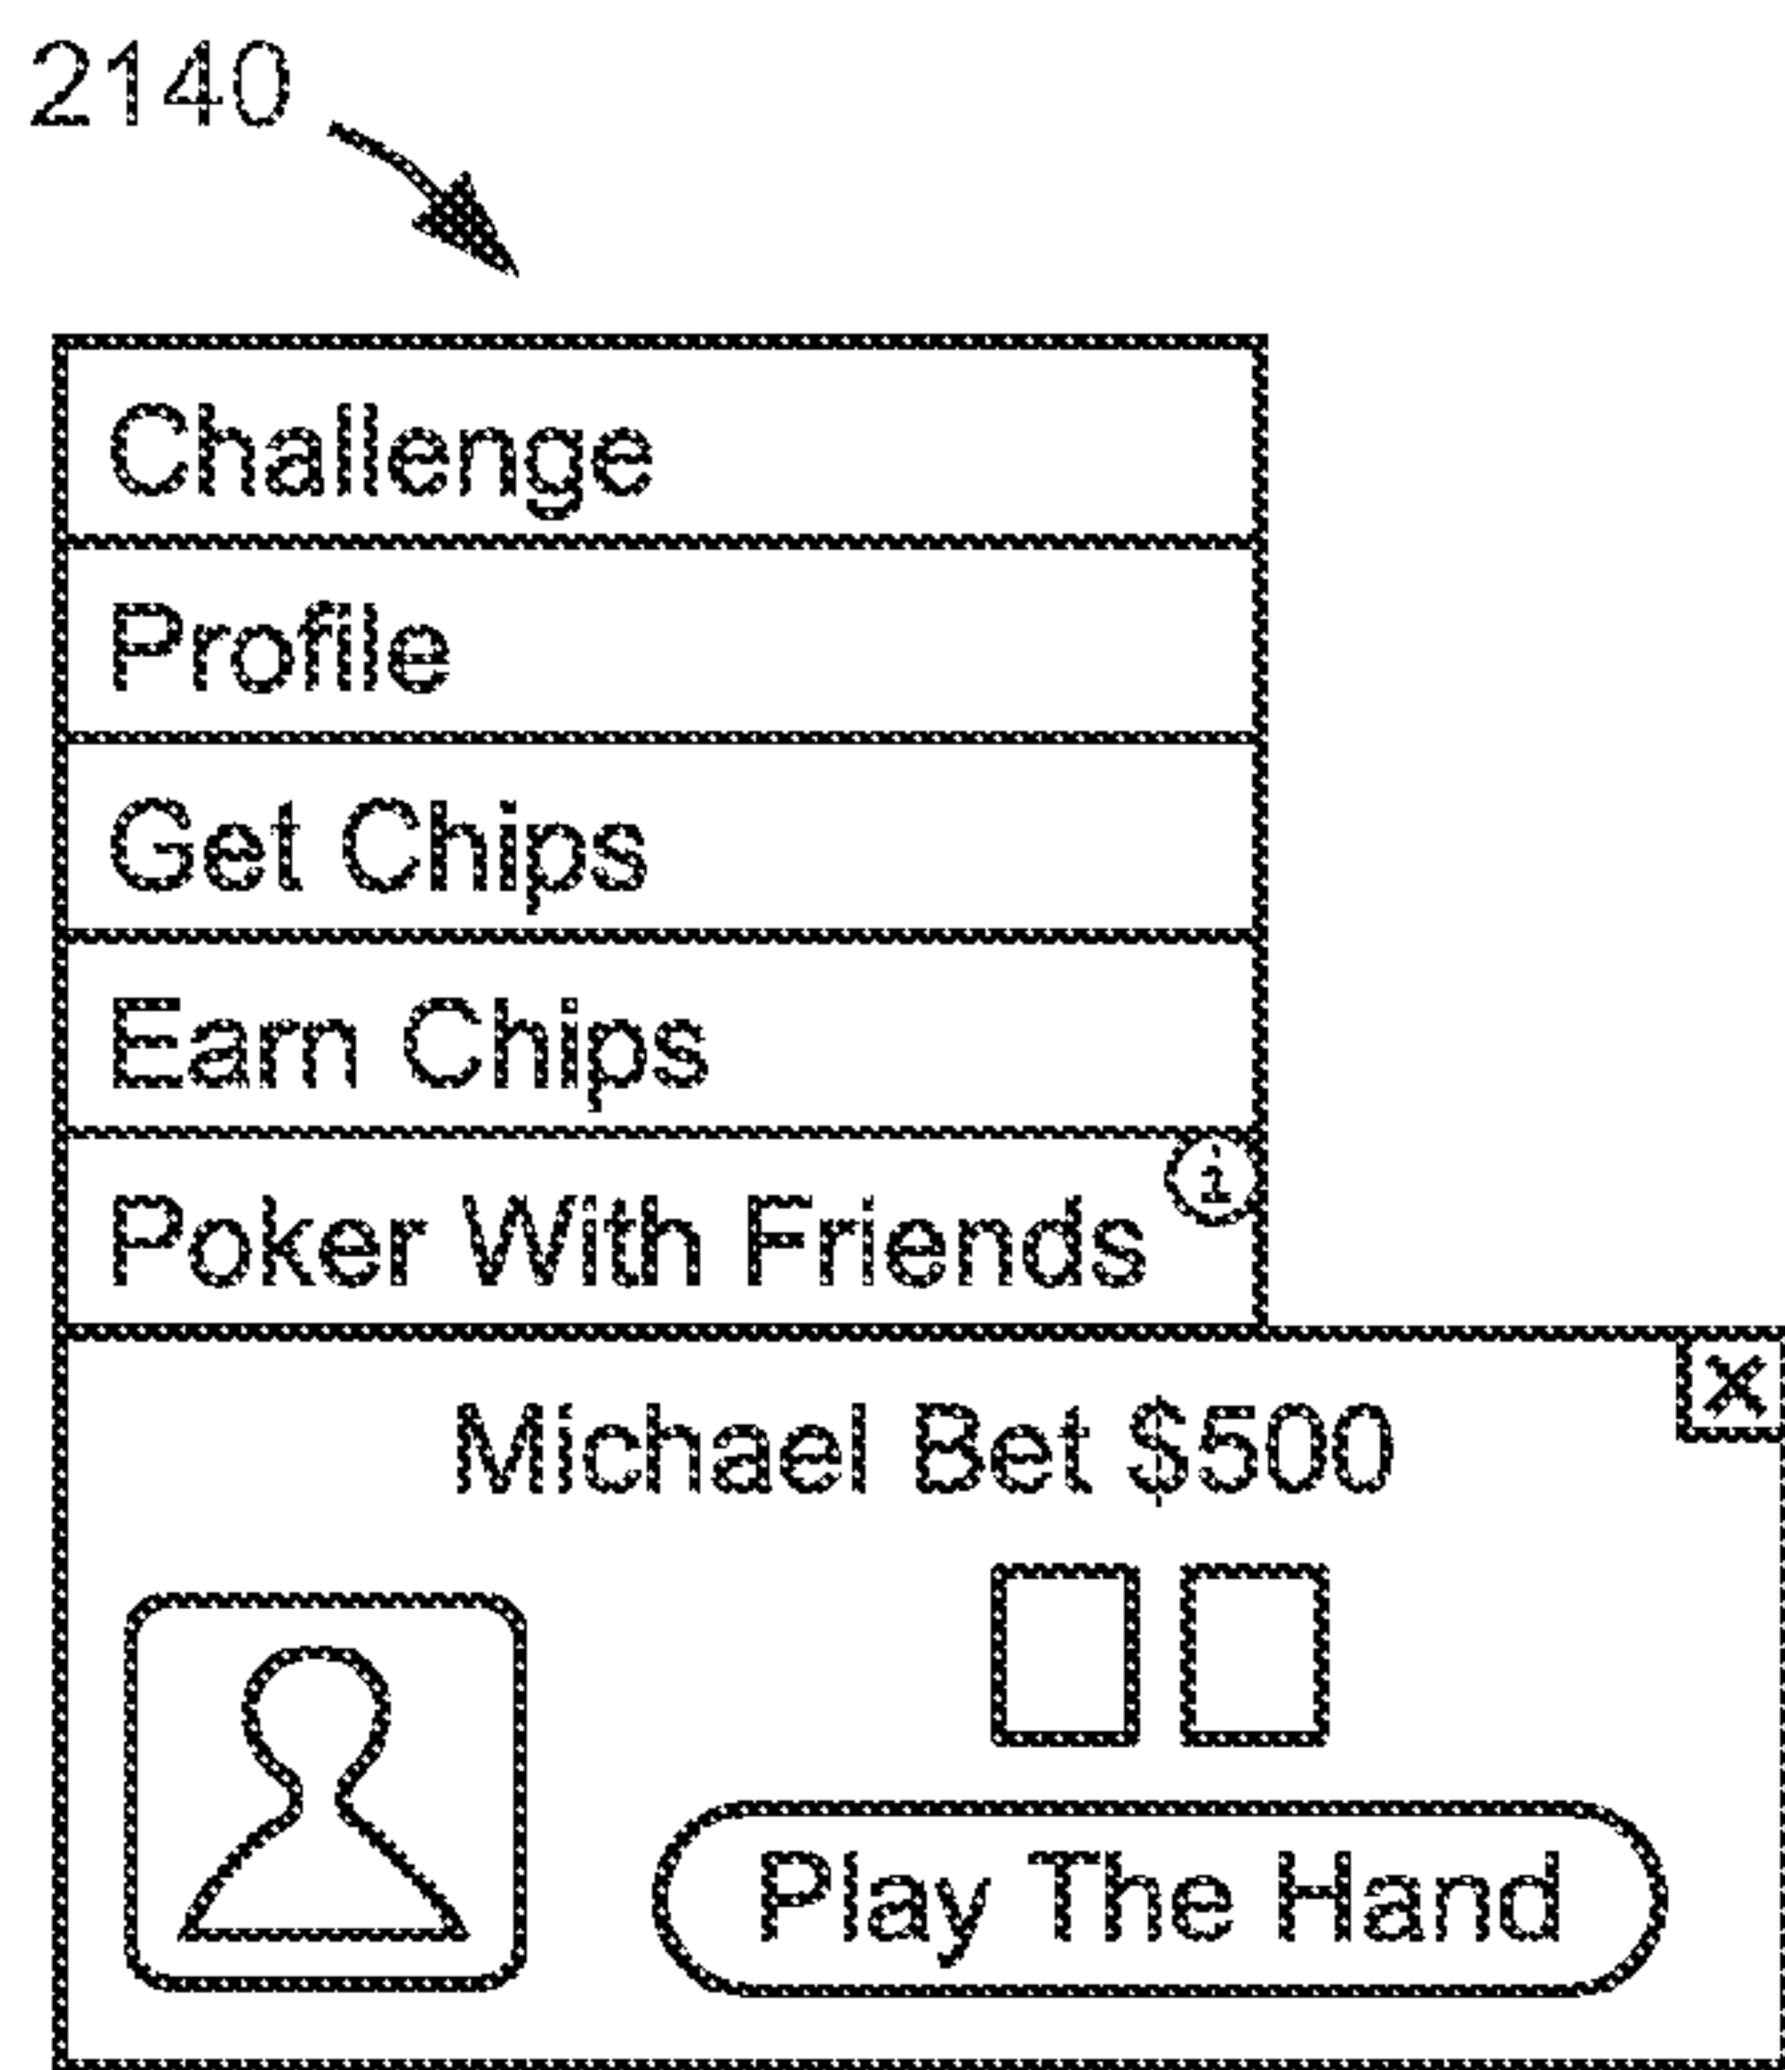 2140
Challenge
Profile
Get Chips
Earn Chips
Poker With Friends
X
Michael Bet $500
Play The Hand